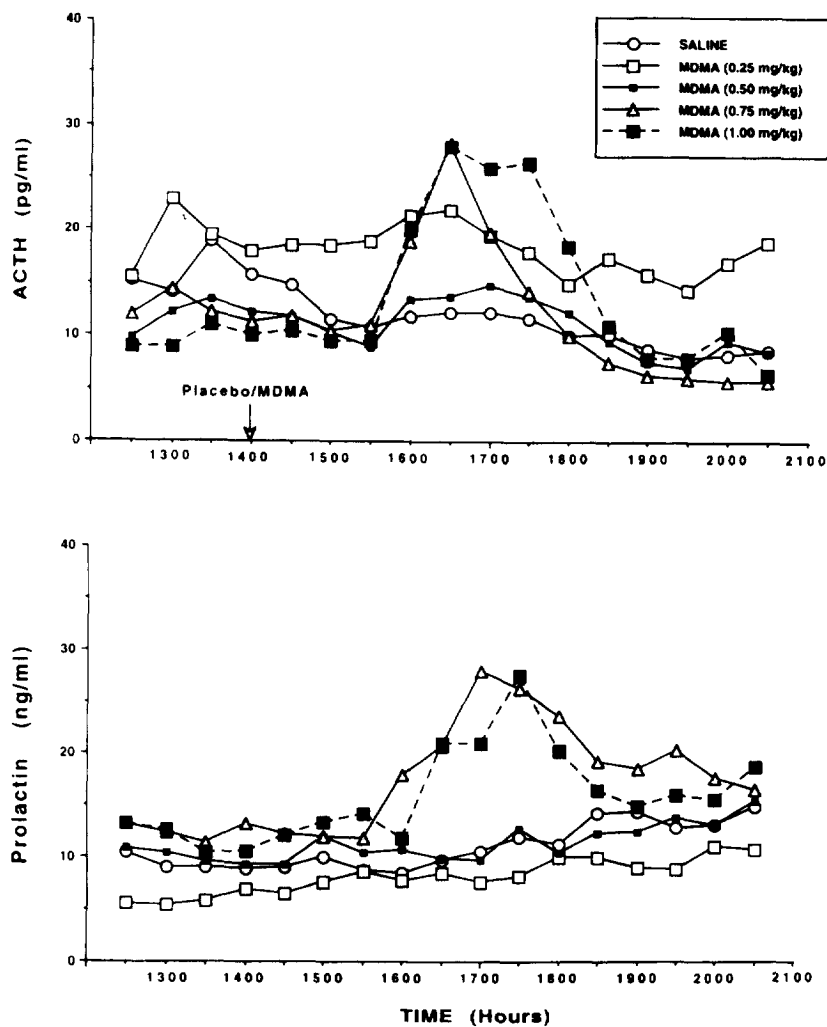 40
30
20
10
0
ACTH (pg/ml)
SALINE
MDMA (0.25 mg/kg)
MDMA (0.50 mg/kg)
MDMA (0.75 mg/kg)
MDMA (1.00 mg/kg)
Placebo/MDMA
1300 1400 1500 1600 1700 1800 1900 2000 2100
40
30
20
10
0
Prolactin (ng/ml)
1300 1400 1500 1600 1700 1800 1900 2000 2100
TIME (Hours)